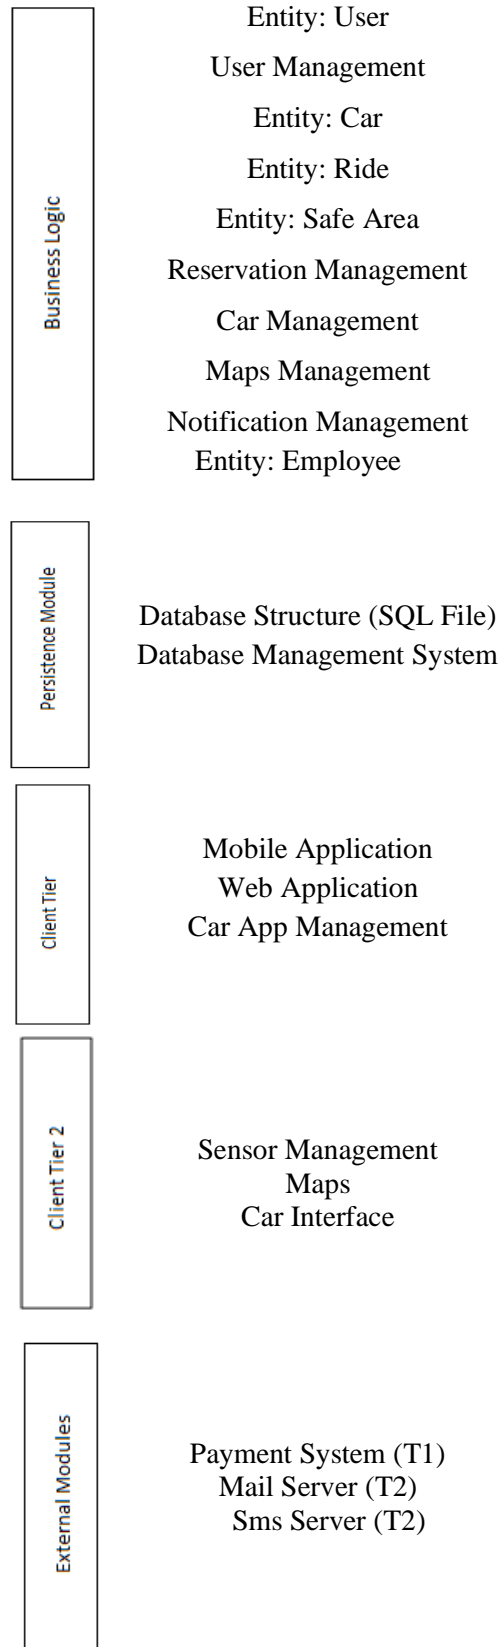 Business Logic
Entity: User
User Management
Entity: Car
Entity: Ride
Entity: Safe Area
Reservation Management
Car Management
Maps Management
Notification Management
Entity: Employee
Persistence Module
Database Structure (SQL File)
Database Management System
Client Tier
Mobile Application
Web Application
Car App Management
Client Tier 2
Sensor Management
Maps
Car Interface
External Modules
Payment System (T1)
Mail Server (T2)
Sms Server (T2)